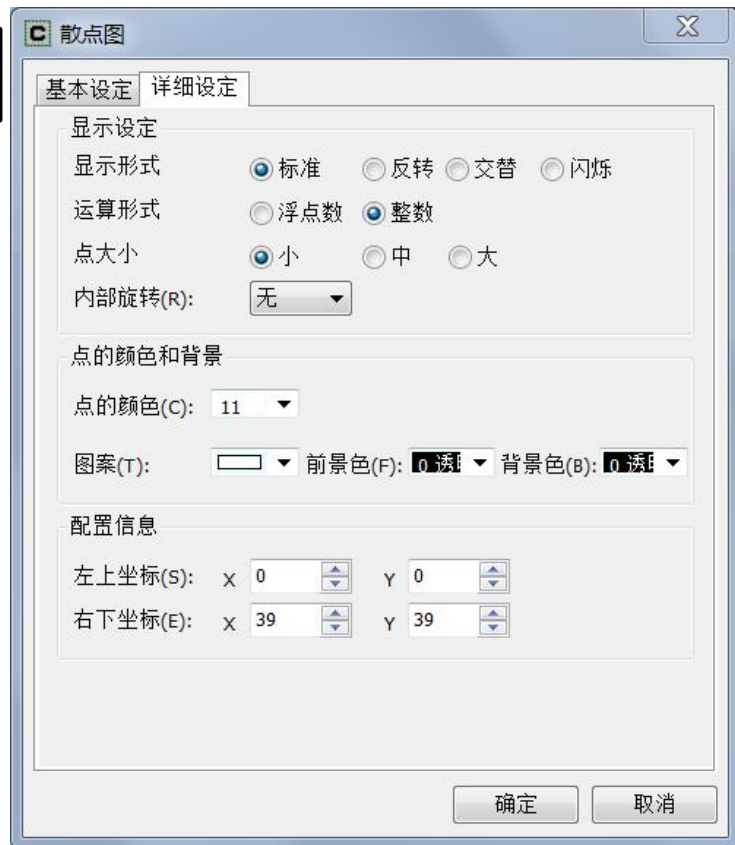 C 散点图
基本设定 详细设定
显示设定
显示形式 标准 反转 交替 闪烁
运算形式 浮点数 整数
点大小 小 中 大
内部旋转(R): 无
点的颜色和背景
点的颜色(C): 11
图案(T): 前景色(F): 0 透 背景色(B): 0 透
配置信息
左上坐标(S): X 0 Y 0
右下坐标(E): X 39 Y 39
确定 取消